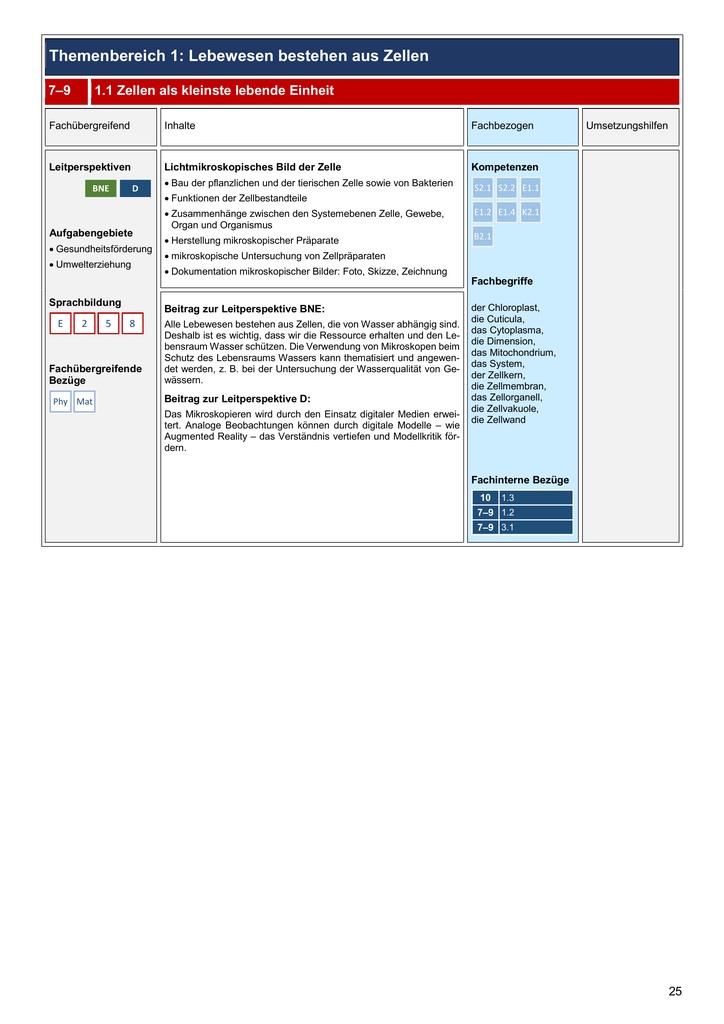 Themenbereich 1: Lebewesen bestehen aus Zellen
7–9
1.1 Zellen als kleinste lebende Einheit
Fachübergreifend
Inhalte
Fachbezogen
Umsetzungshilfen
Leitperspektiven
BNE D
Aufgabengebiete
• Gesundheitsförderung
• Umwelterziehung
Sprachbildung
E 2 5 8
Fachübergreifende
Bezüge
Phy Mat
Lichtmikroskopisches Bild der Zelle
• Bau der pflanzlichen und der tierischen Zelle sowie von Bakterien
• Funktionen der Zellbestandteile
• Zusammenhänge zwischen den Systemebenen Zelle, Gewebe,
Organ und Organismus
• Herstellung mikroskopischer Präparate
• mikroskopische Untersuchung von Zellpräparaten
• Dokumentation mikroskopischer Bilder: Foto, Skizze, Zeichnung
Beitrag zur Leitperspektive BNE:
Alle Lebewesen bestehen aus Zellen, die von Wasser abhängig sind.
Deshalb ist es wichtig, dass wir die Ressource erhalten und den Le-
bensraum Wasser schützen. Die Verwendung von Mikroskopen beim
Schutz des Lebensraums Wassers kann thematisiert und angewen-
det werden, z. B. bei der Untersuchung der Wasserqualität von Ge-
wässern.
Beitrag zur Leitperspektive D:
Das Mikroskopieren wird durch den Einsatz digitaler Medien erwei-
tert. Analoge Beobachtungen können durch digitale Modelle – wie
Augmented Reality – das Verständnis vertiefen und Modellkritik för-
dern.
Kompetenzen
S2.1 S2.2 E1.1
E1.2 E1.4 K2.1
B2.1
Fachbegriffe
der Chloroplast,
die Cuticula,
das Cytoplasma,
die Dimension,
das Mitochondrium,
das System,
der Zellkern,
die Zellmembran,
das Zellorganell,
die Zellvakuole,
die Zellwand
Fachinterne Bezüge
10 1.3
7–9 1.2
7–9 3.1
25